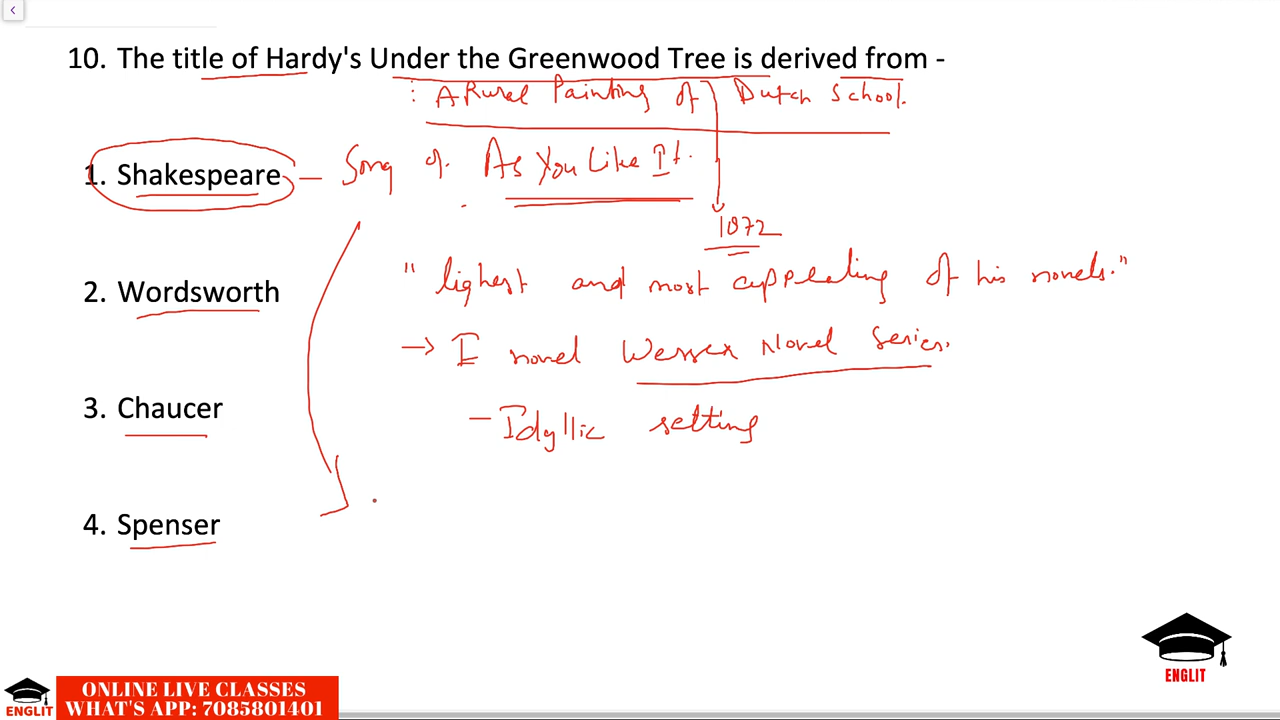 10. The title of Hardy's Under the Greenwood Tree is derived from -
: A Rural Painting of Dutch School.
1. Shakespeare – Song of As You Like It.
1872
"lighest and most appealing of his novels."
2. Wordsworth
→ I novel Wessex Novel Series.
3. Chaucer
- Idyllic setting
4. Spenser
ENGLIT
ENGLIT
ONLINE LIVE CLASSES
WHAT'S APP: 7085801401